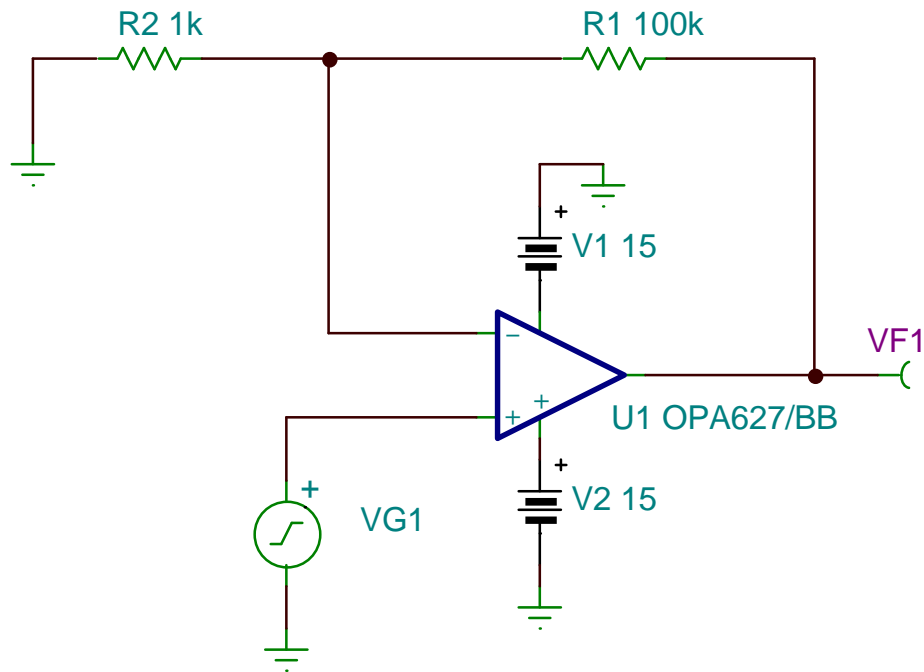 R2 1k
R1 100k
+
V1 15
VF1
−
+
+
U1 OPA627/BB
+
V2 15
+
VG1